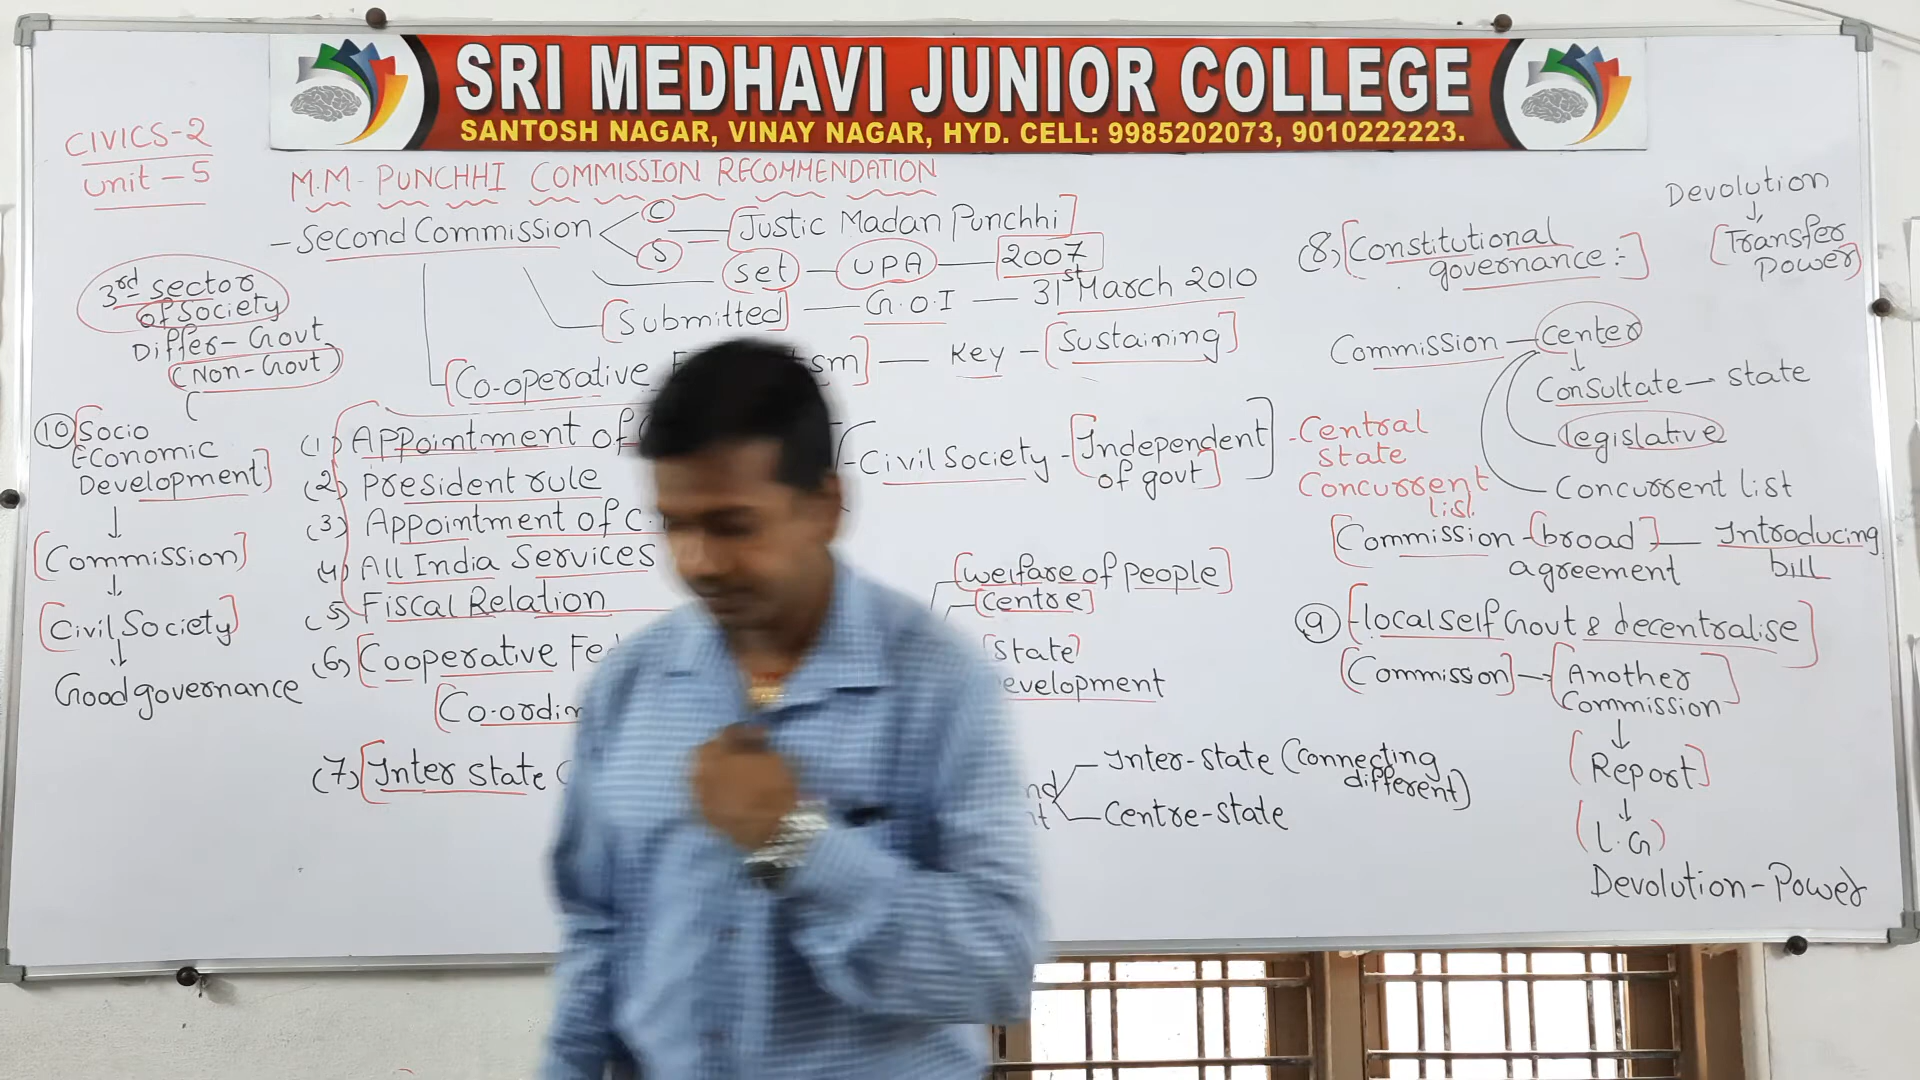 SRI MEDHAVI JUNIOR COLLEGE
SANTOSH NAGAR, VINAY NAGAR, HYD. CELL: 9985202073, 9010222223.
CIVICS-2
Unit - 5
M.M. PUNCHHI COMMISSION RECOMMENDATION
- Second Commission
C
S
Justic Madan Punchhi
set - UPA - 2007
Submitted - G.O.I - 31st March 2010
Co-operative
sm - Key - Sustaining
3rd sector
of Society
Differ- Govt
(Non-Govt)
(10) Socio
Economic
Development
↓
Commission
↓
Civil Society
↓
Good governance
(1) Appointment of
(2) President rule
(3) Appointment of C.
(4) All India Services
(5) Fiscal Relation
(6) Cooperative Fe
Co-ordin
(7) Inter state
- Civil Society - Independent
of govt
welfare of People
Centre
State
evelopment
Inter-state (connecting
different)
Centre-state
Devolution
↓
Transfer
Power
(8) Constitutional
governance:-
Commission - Center
↓
Consultate - state
legislative
Concurrent list
- Central
state
Concurrent
list
Commission - broad - Introducing
agreement bill
(9) local self Govt & decentralise
Commisson → Another
Commission
↓
Report
↓
L.G
Devolution - Power